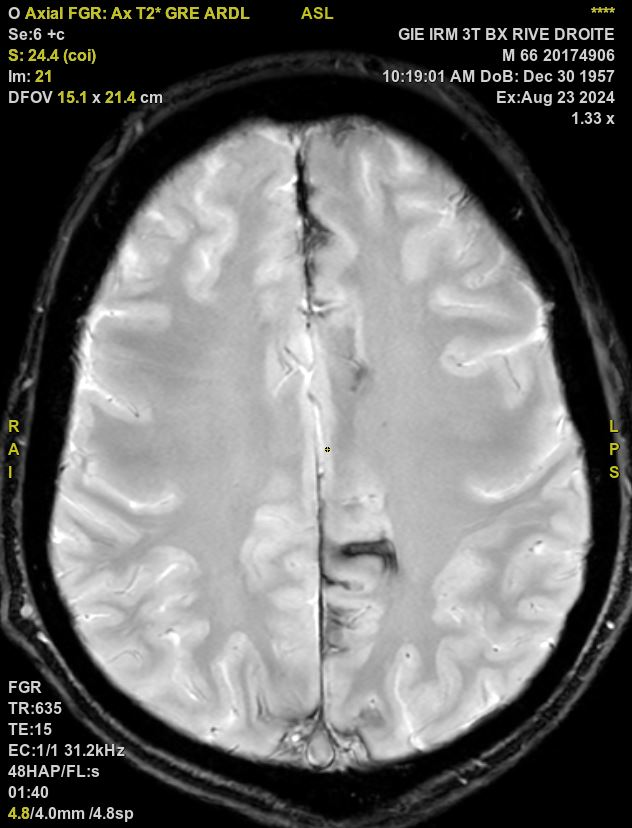 O Axial FGR: Ax T2* GRE ARDL ASL ****
Se:6 +c GIE IRM 3T BX RIVE DROITE
S: 24.4 (coi) M 66 20174906
Im: 21 10:19:01 AM DoB: Dec 30 1957
DFOV 15.1 x 21.4 cm Ex:Aug 23 2024
1.33 x
R L
A P
I S
FGR
TR:635
TE:15
EC:1/1 31.2kHz
48HAP/FL:s
01:40
4.8/4.0mm /4.8sp